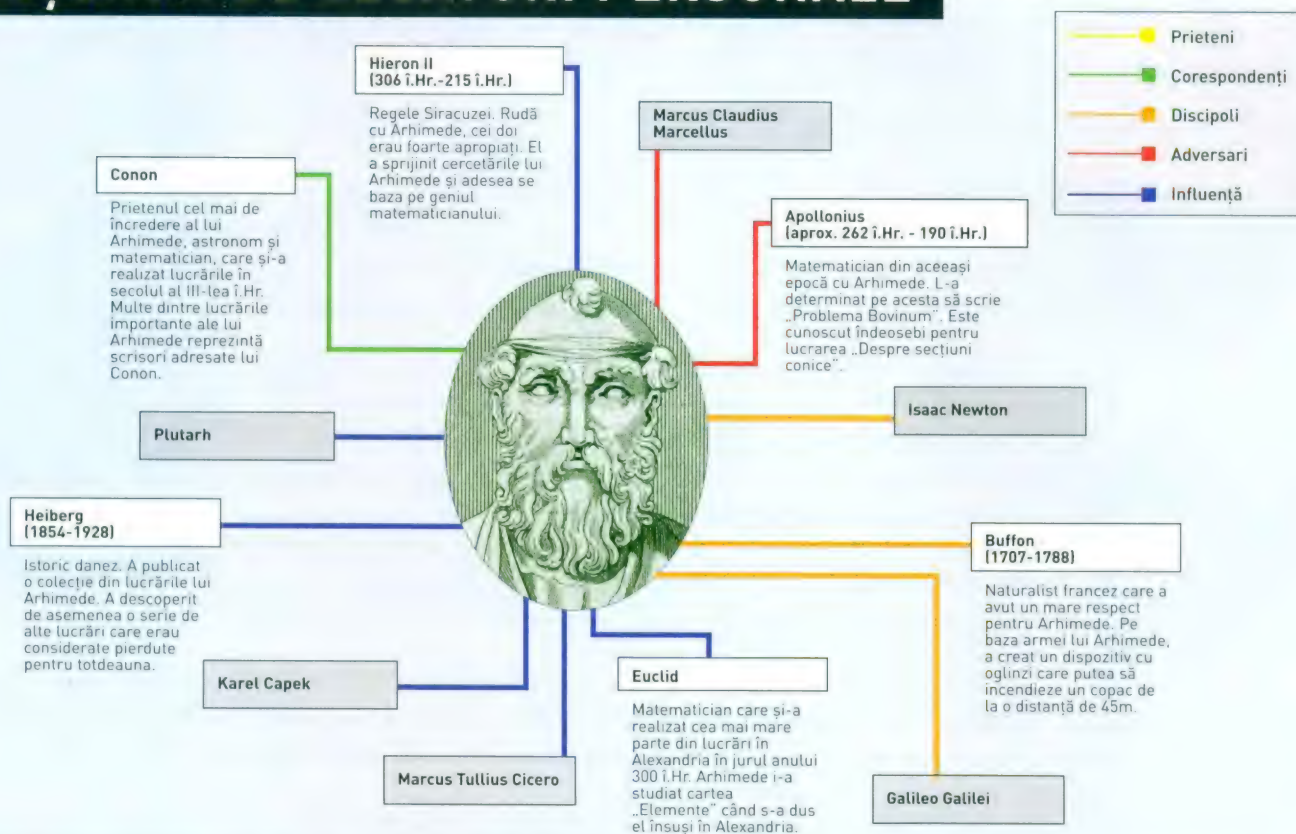 PERSONALE
Prieteni
Corespondenți
Discipoli
Adversari
Influență
Hieron II
(306 î.Hr.-215 î.Hr.)
Regele Siracuzei. Rudă
cu Arhimede, cei doi
erau foarte apropiați. El
a sprijinit cercetările lui
Arhimede și adesea se
baza pe geniul
matematicianului.
Marcus Claudius
Marcellus
Conon
Prietenul cel mai de
încredere al lui
Arhimede, astronom și
matematician, care și-a
realizat lucrările în
secolul al III-lea î.Hr.
Multe dintre lucrările
importante ale lui
Arhimede reprezintă
scrisori adresate lui
Conon.
Apollonius
(aprox. 262 î.Hr. - 190 î.Hr.)
Matematician din aceeași
epocă cu Arhimede. L-a
determinat pe acesta să scrie
„Problema Bovinum". Este
cunoscut îndeosebi pentru
lucrarea „Despre secțiuni
conice".
Plutarh
Isaac Newton
Heiberg
(1854-1928)
Istoric danez. A publicat
o colecție din lucrările lui
Arhimede. A descoperit
de asemenea o serie de
alte lucrări care erau
considerate pierdute
pentru totdeauna.
Buffon
(1707-1788)
Naturalist francez care a
avut un mare respect
pentru Arhimede. Pe
baza armei lui Arhimede,
a creat un dispozitiv cu
oglinzi care putea să
incendieze un copac de
la o distanță de 45m.
Karel Capek
Euclid
Matematician care și-a
realizat cea mai mare
parte din lucrări în
Alexandria în jurul anului
300 î.Hr. Arhimede i-a
studiat cartea
„Elemente" când s-a dus
el însuși în Alexandria.
Marcus Tullius Cicero
Galileo Galilei